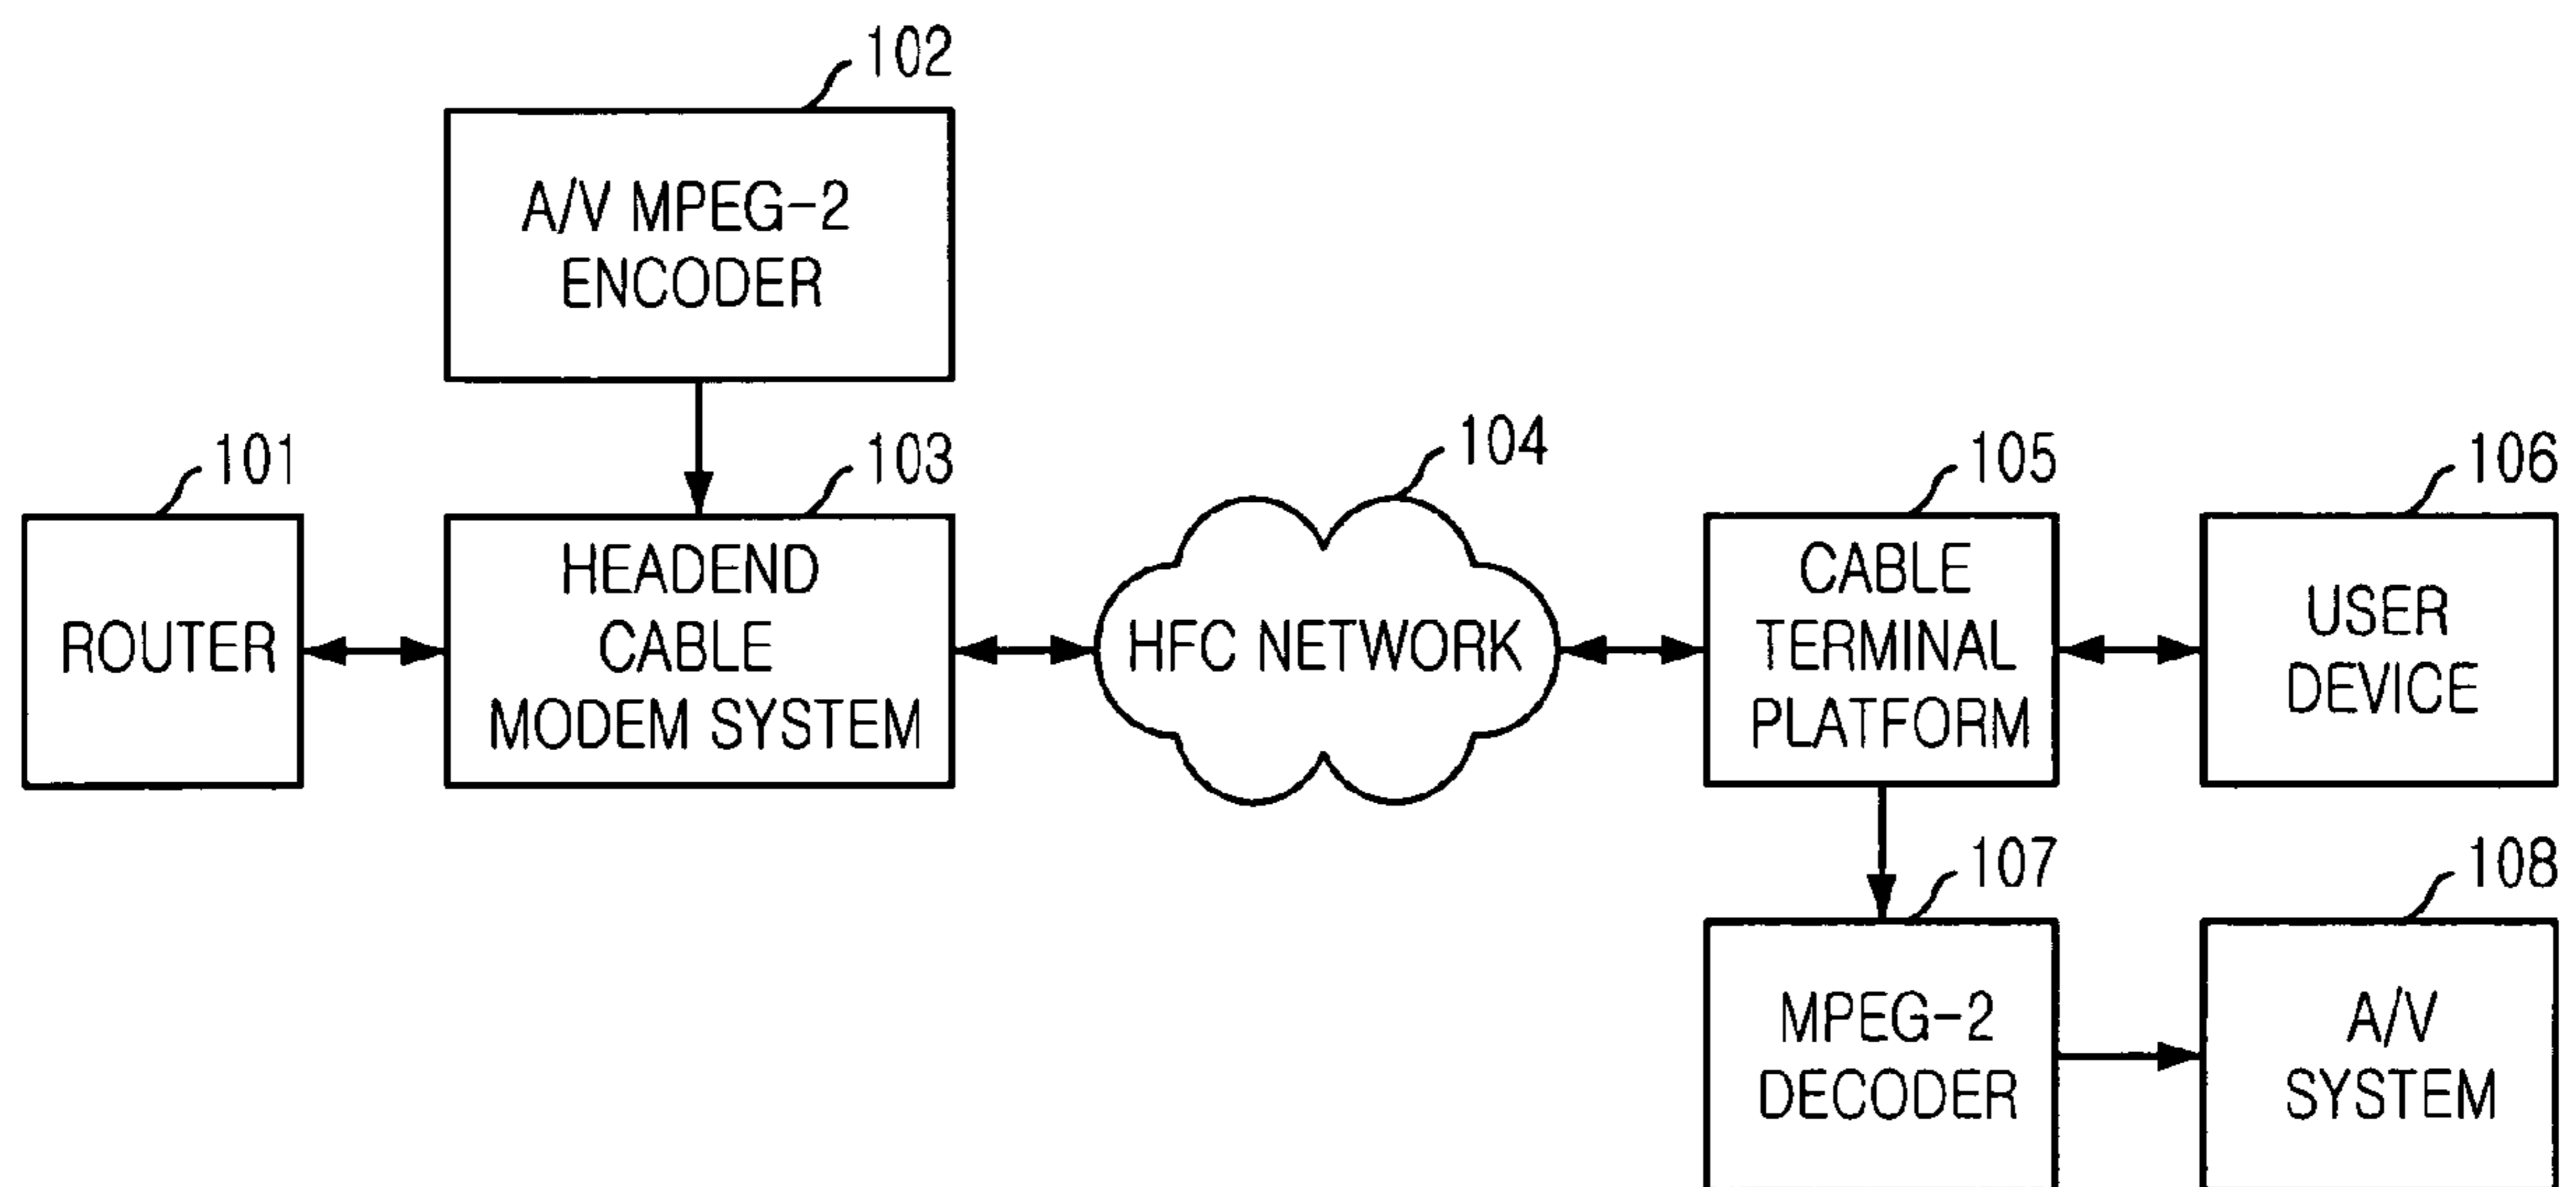 102
A/V MPEG-2
ENCODER
101
103
104
105
106
ROUTER
HEADEND
CABLE
MODEM SYSTEM
HFC NETWORK
CABLE
TERMINAL
PLATFORM
USER
DEVICE
107
108
MPEG-2
DECODER
A/V
SYSTEM